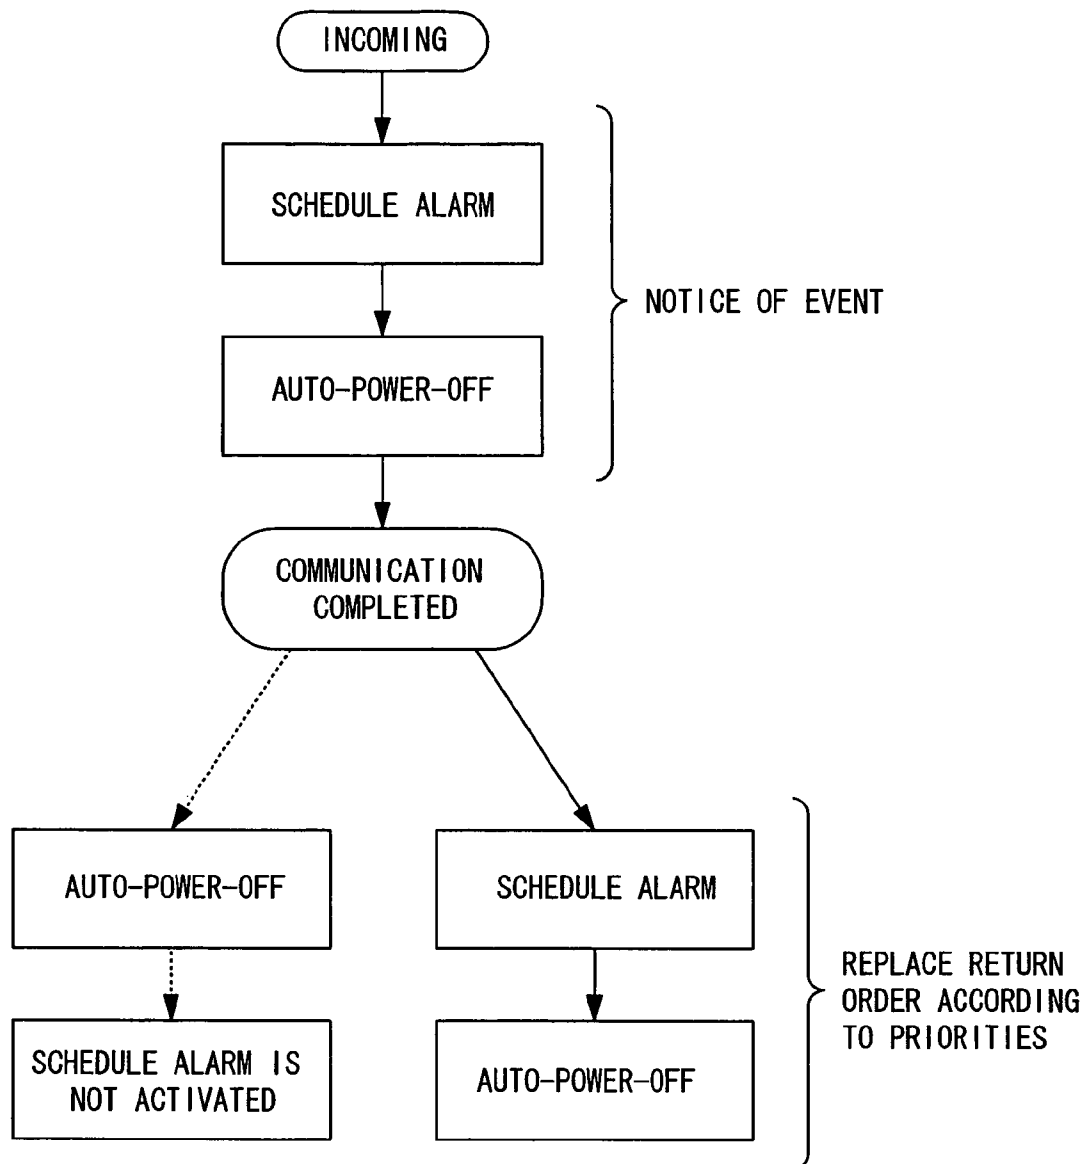 INCOMING
SCHEDULE ALARM
NOTICE OF EVENT
AUTO-POWER-OFF
COMMUNICATION
COMPLETED
AUTO-POWER-OFF
SCHEDULE ALARM IS
NOT ACTIVATED
SCHEDULE ALARM
AUTO-POWER-OFF
REPLACE RETURN
ORDER ACCORDING
TO PRIORITIES